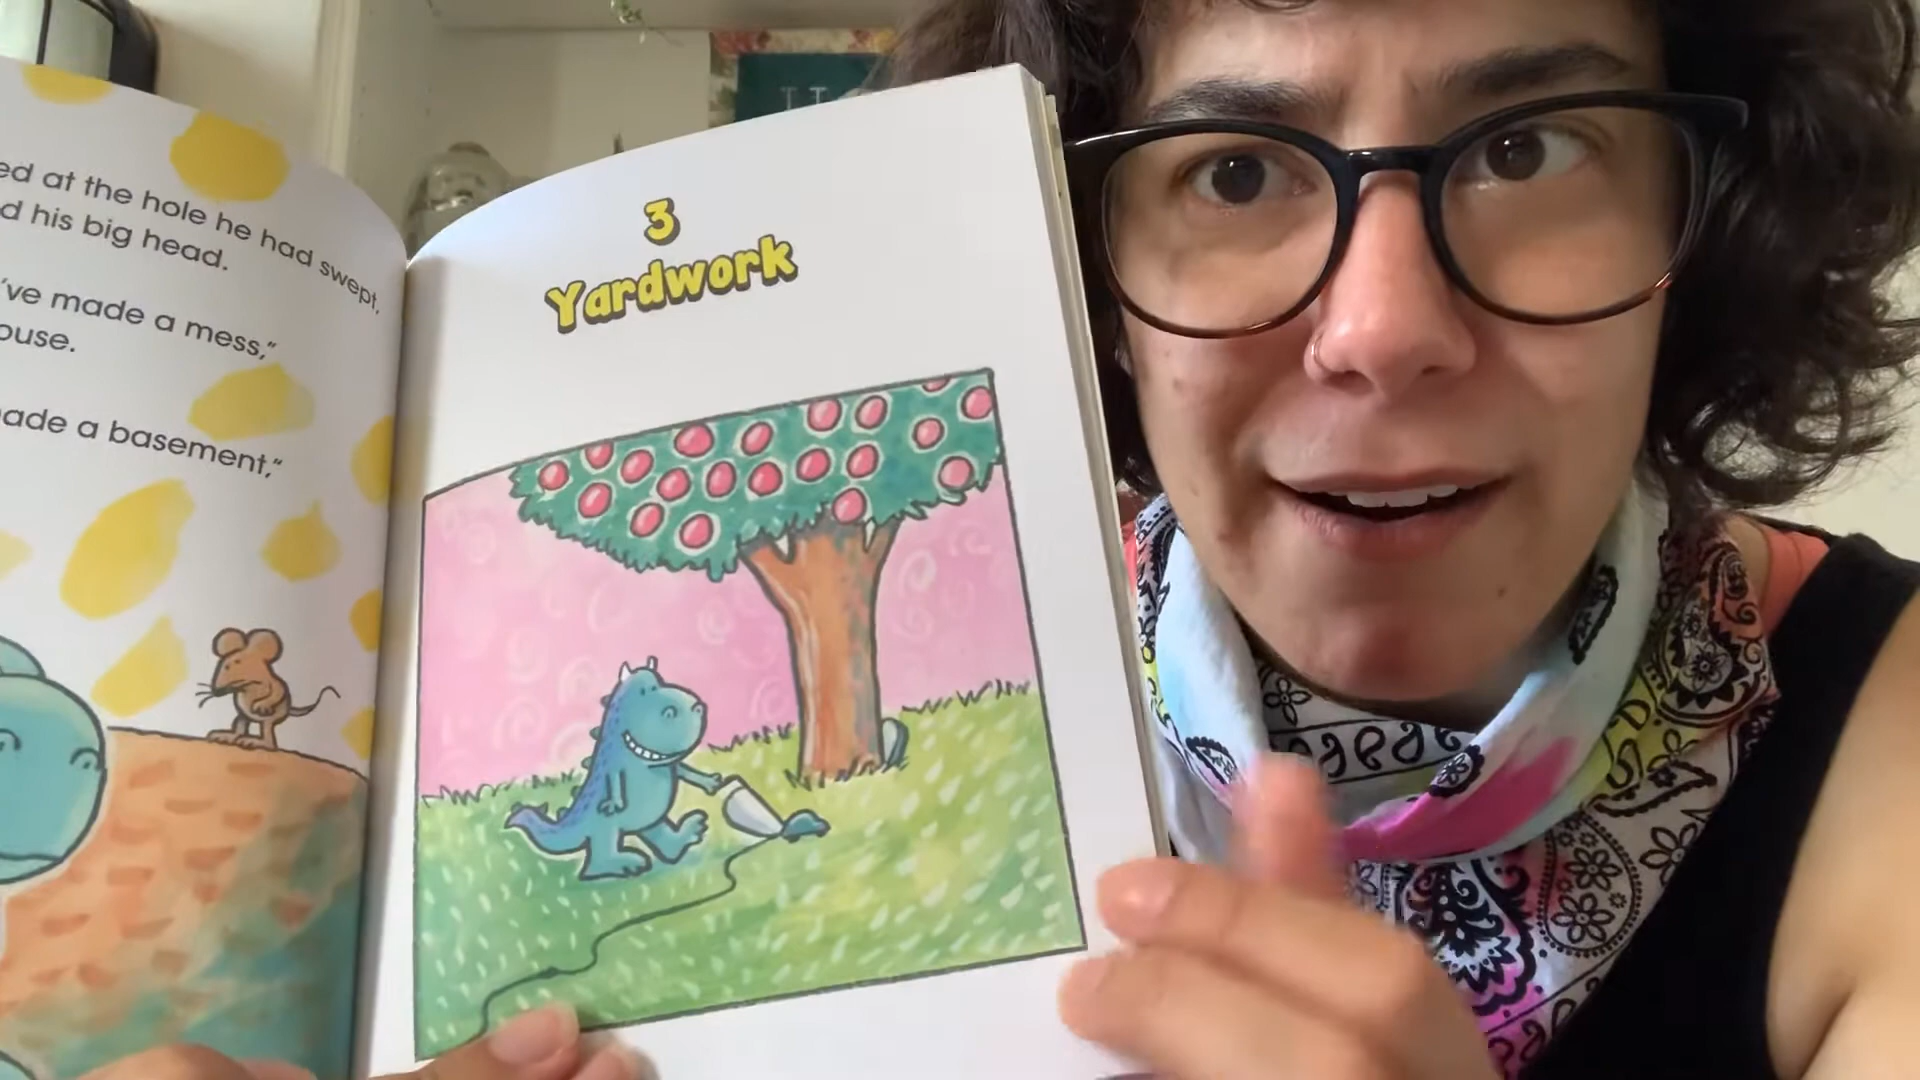 ed at the hole he had swept,
d his big head.
've made a mess,"
ouse.
ade a basement,"
3
Yardwork